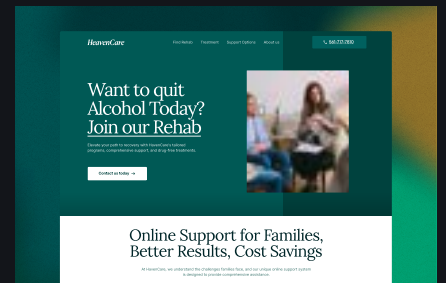 HeavenCare
Find Rehab Treatment Support Options About us
561-717-7810
Want to quit
Alcohol Today?
Join our Rehab
Elevate your path to recovery with HeavenCare's tailored
programs, comprehensive support, and drug-free treatments.
Contact us today →
Online Support for Families,
Better Results, Cost Savings
At HeavenCare, we understand the challenges families face, and our unique online support system
is designed to provide comprehensive assistance.